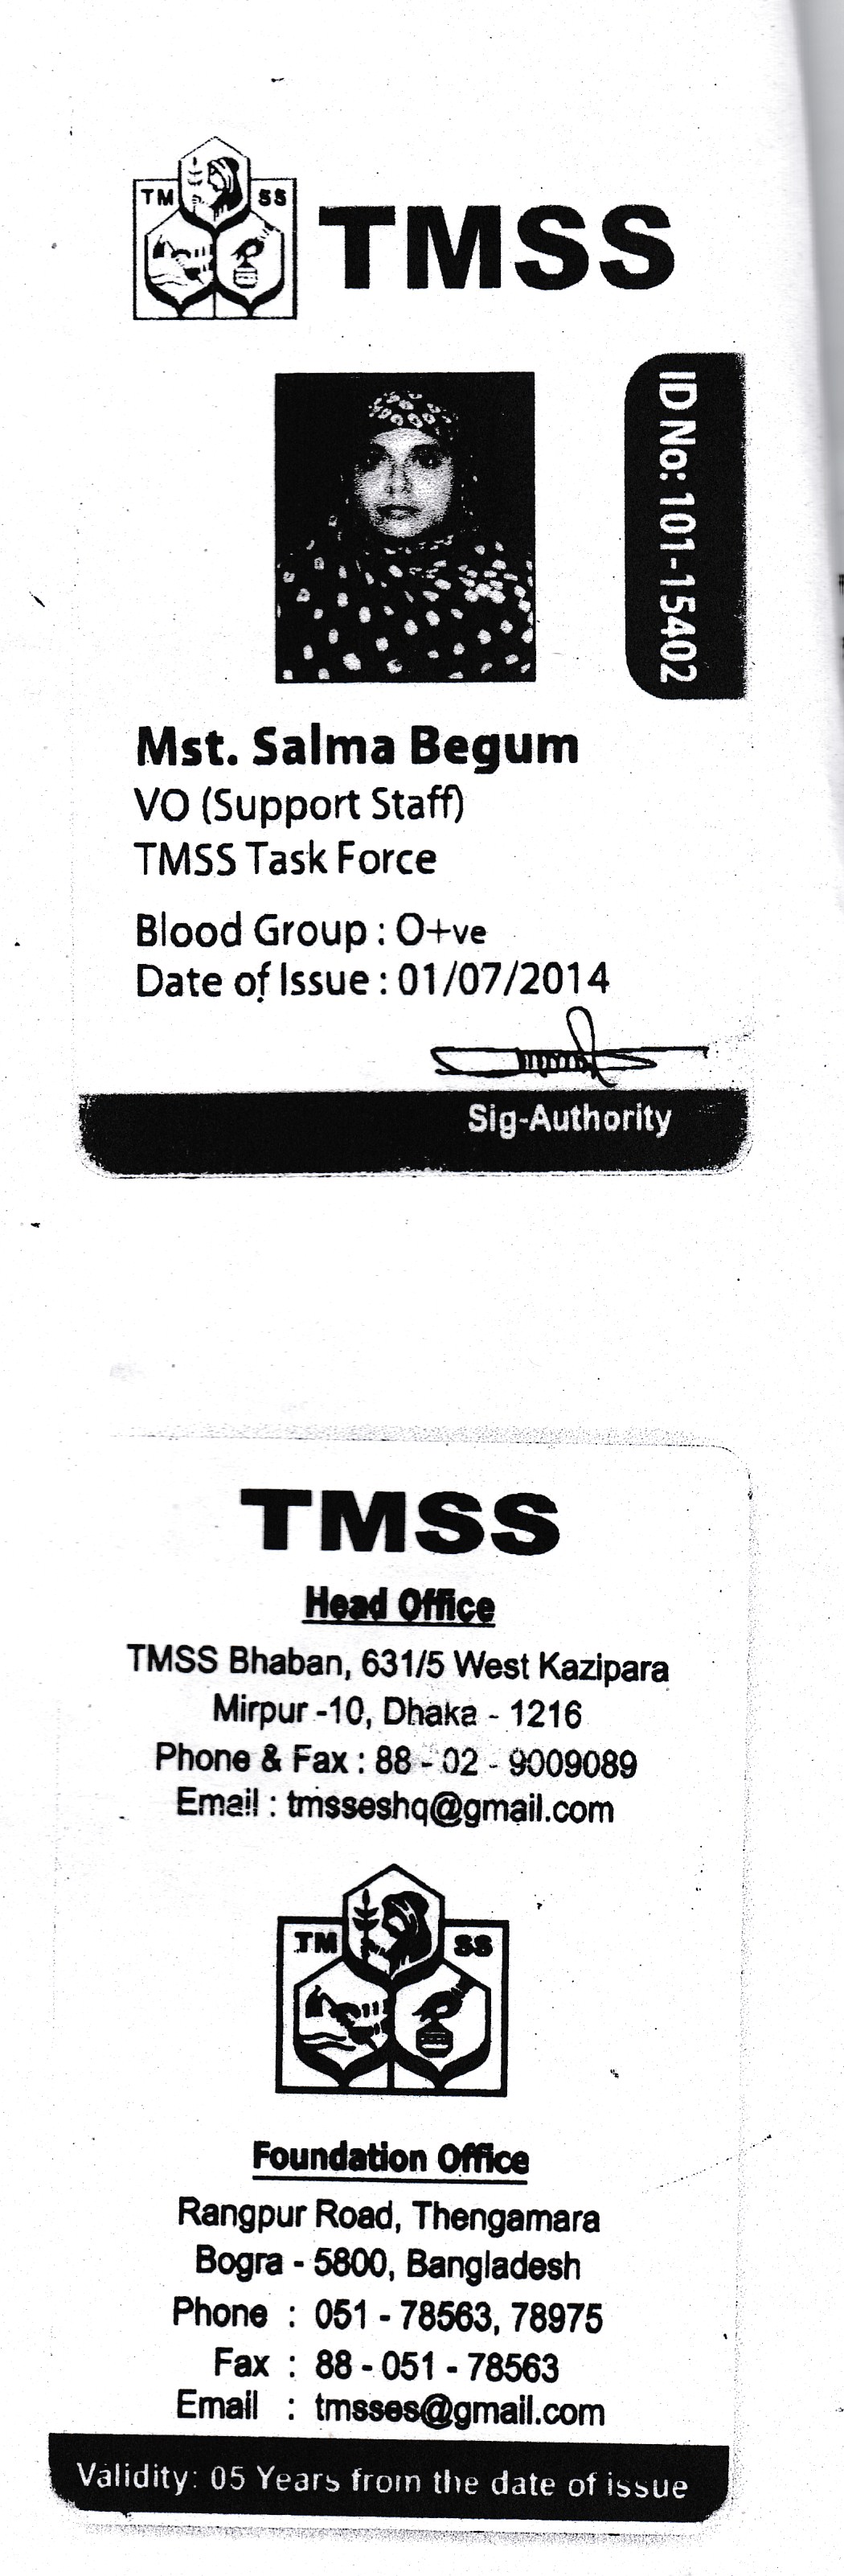 TM SS
TMSS
ID No: 101-15402
Mst. Salma Begum
VO (Support Staff)
TMSS Task Force
Blood Group : O+ve
Date of Issue : 01/07/2014
Sig-Authority
TMSS
Head Office
TMSS Bhaban, 631/5 West Kazipara
Mirpur -10, Dhaka - 1216
Phone & Fax : 88 - 02 - 9009089
Email : tmsseshq@gmail.com
TM SS
Foundation Office
Rangpur Road, Thengamara
Bogra - 5800, Bangladesh
Phone : 051 - 78563, 78975
Fax : 88 - 051 - 78563
Email : tmsses@gmail.com
Validity: 05 Years from the date of issue